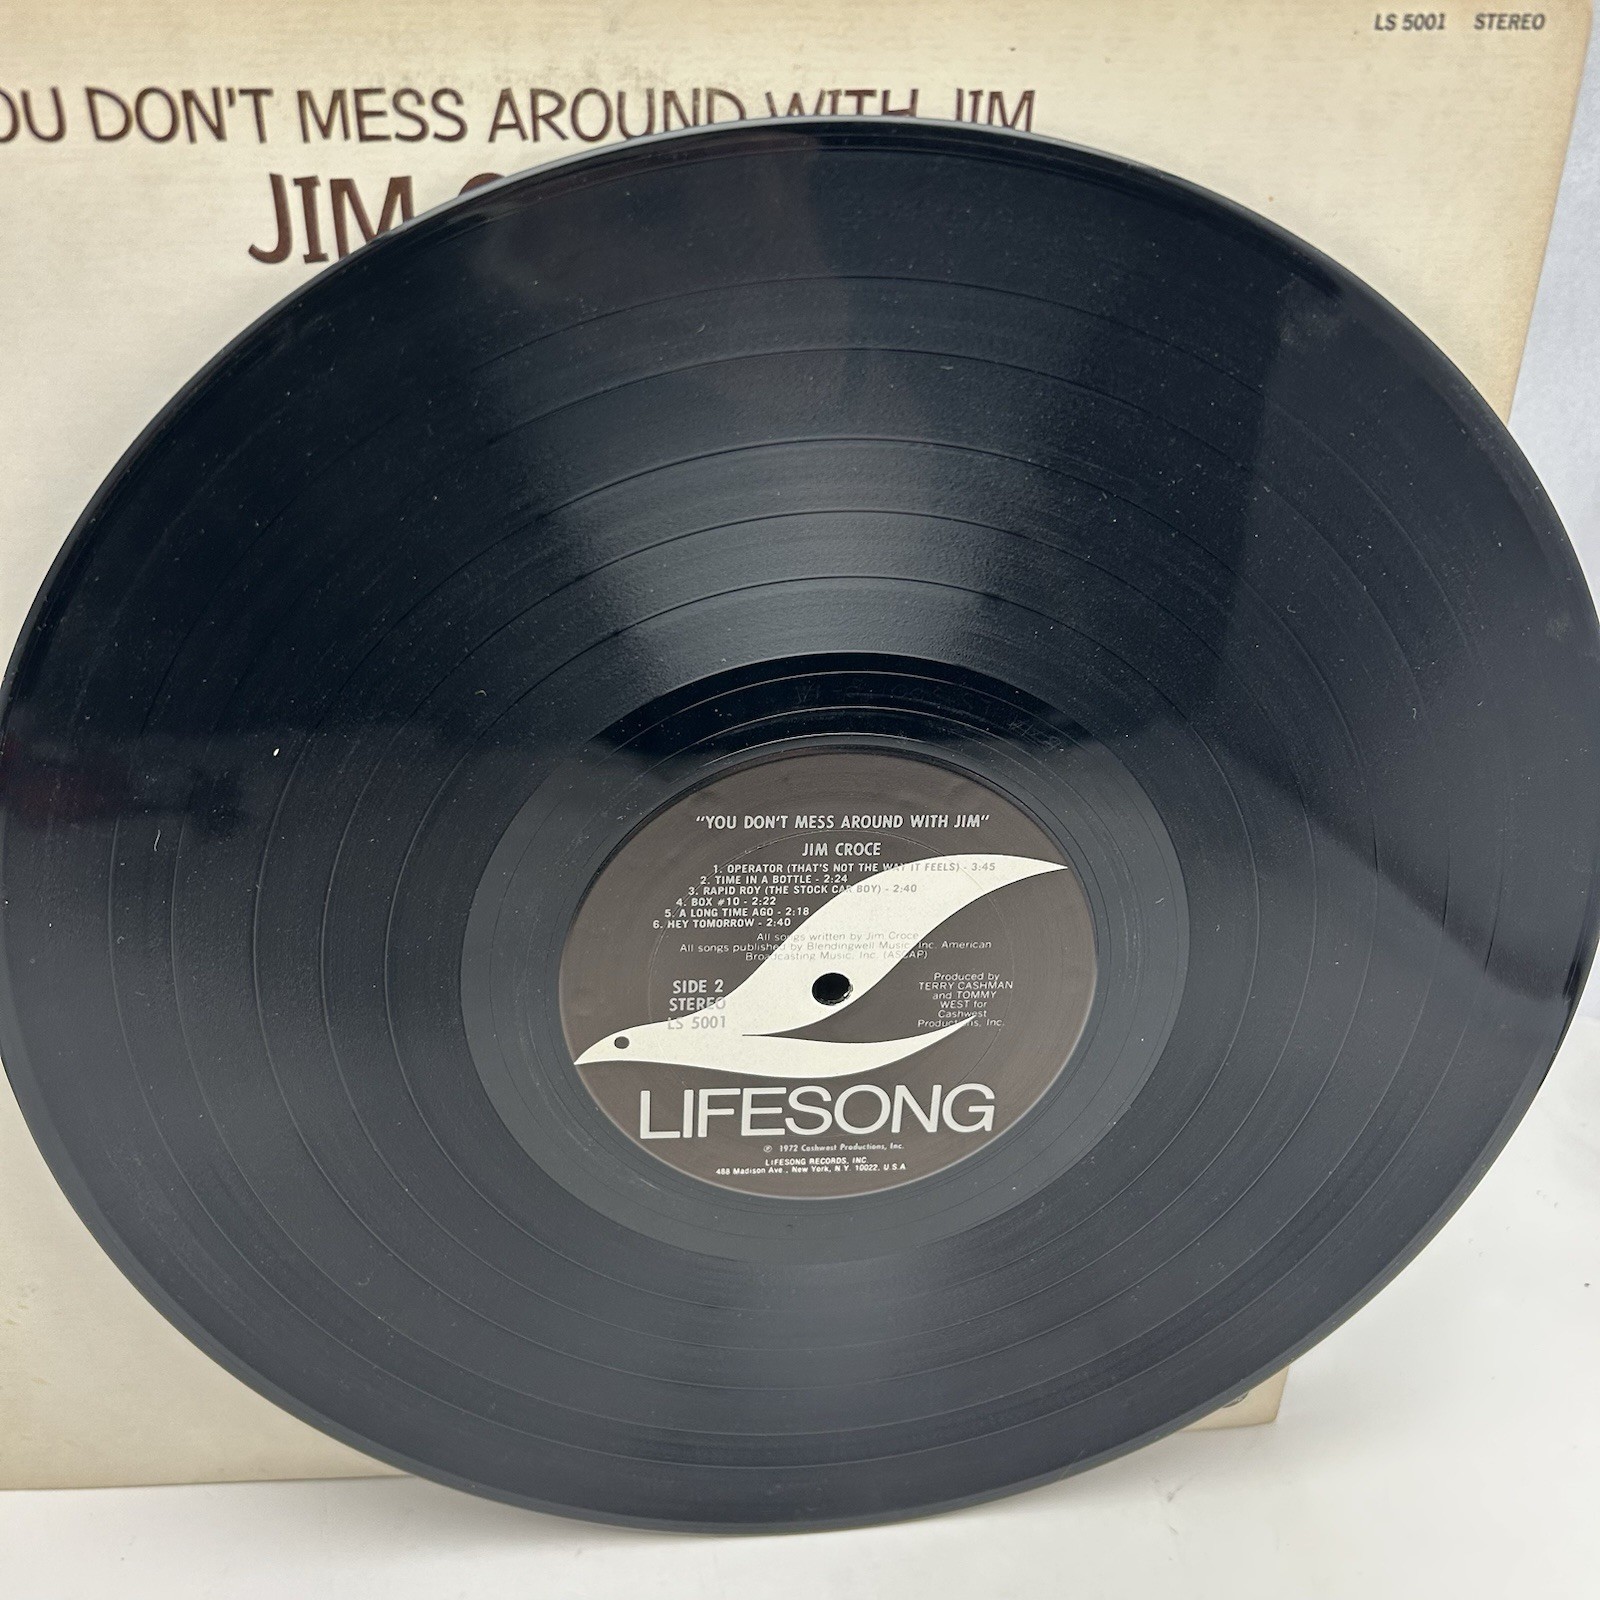 LS 5001 STEREO
OU DON'T MESS AROUND WITH JIM
JIM
"YOU DON'T MESS AROUND WITH JIM"
JIM CROCE
1. OPERATOR (THAT'S NOT THE WAY IT FEELS) - 3:45
2. TIME IN A BOTTLE - 2:24
3. RAPID ROY (THE STOCK CAR BOY) - 2:40
4. BOX #10 - 2:22
5. A LONG TIME AGO - 2:18
6. HEY TOMORROW - 2:40
All songs written by Jim Croce
All songs published by Blendingwell Music, Inc. American
Broadcasting Music, Inc. (ASCAP)
SIDE 2
STEREO
LS 5001
Produced by
TERRY CASHMAN
and TOMMY
WEST for
Cashwest
Productions, Inc.
LIFESONG
℗ 1972 Cashwest Productions, Inc.
LIFESONG RECORDS, INC
488 Madison Ave., New York, N.Y. 10022, U.S.A